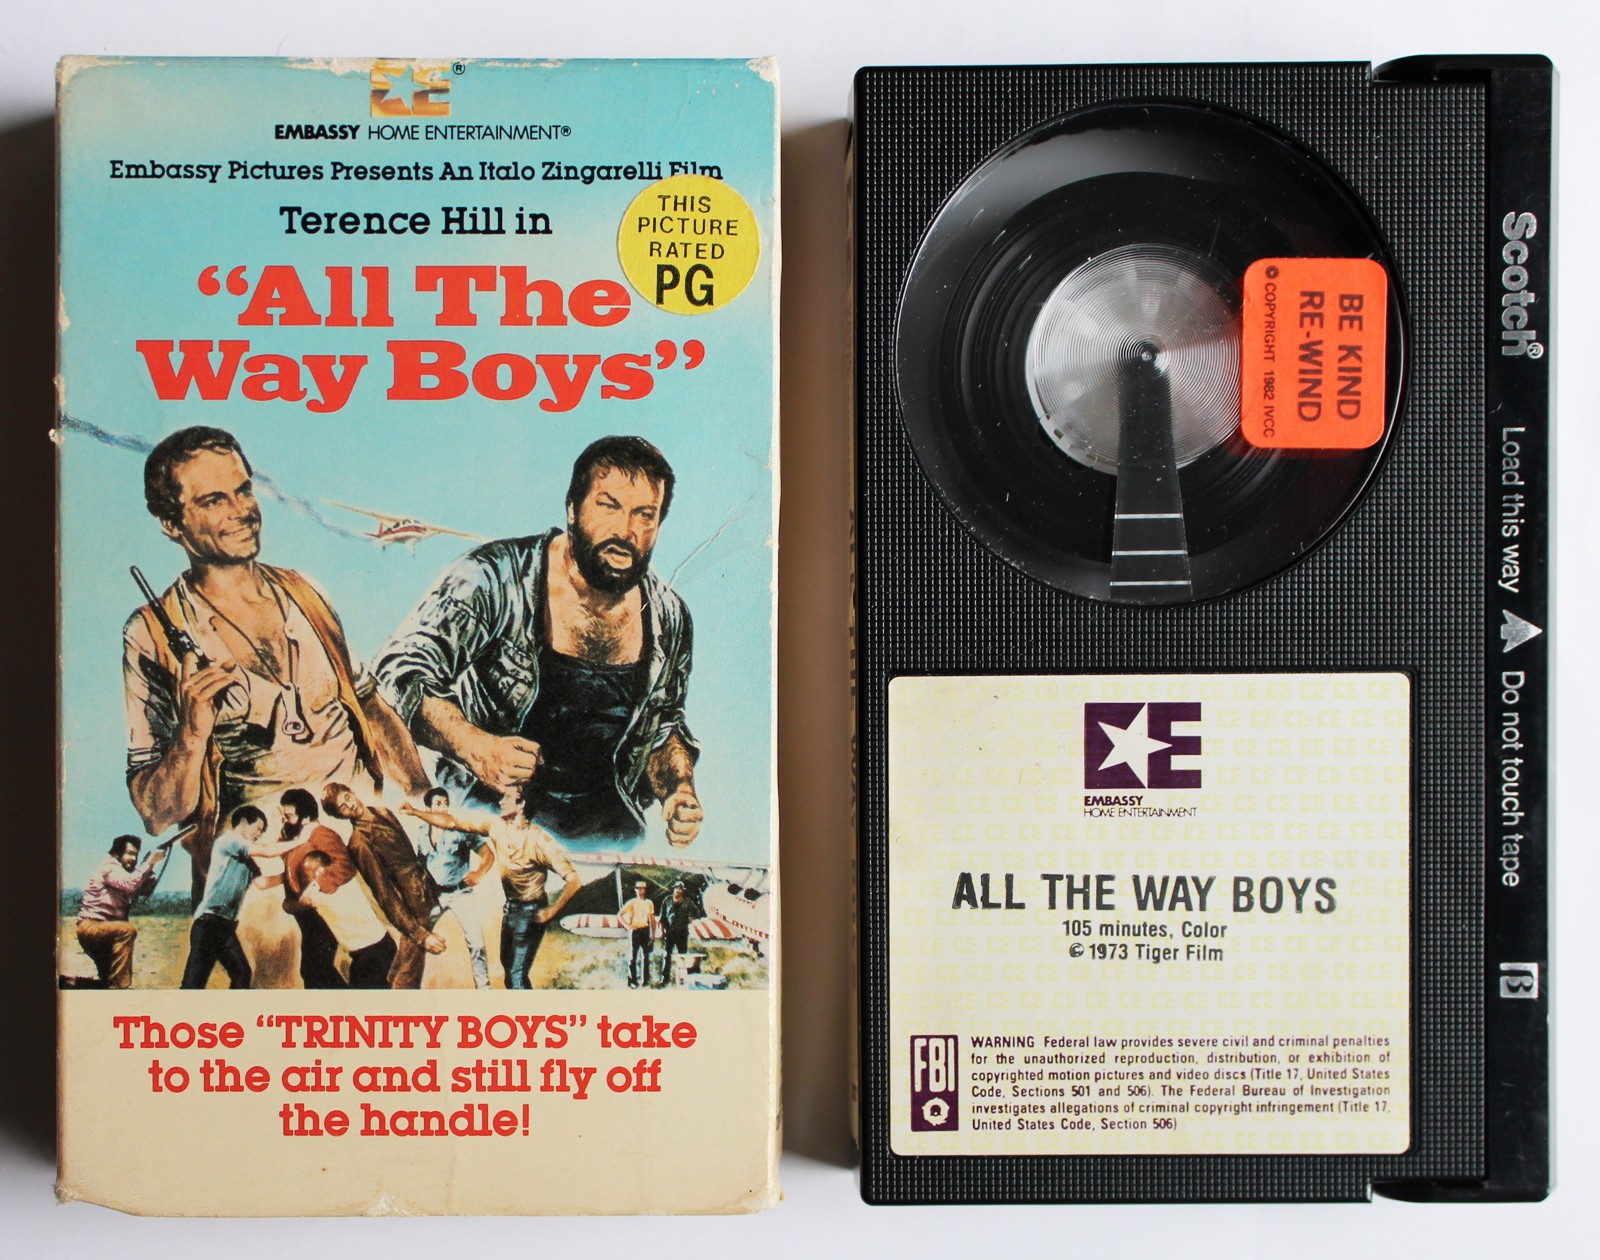 CE®
EMBASSY HOME ENTERTAINMENT®
Embassy Pictures Presents An Italo Zingarelli Film
Terence Hill in
"All The
Way Boys"
THIS
PICTURE
RATED
PG
Those "TRINITY BOYS" take
to the air and still fly off
the handle!
BE KIND
RE-WIND
© COPYRIGHT 1982 IVCC
Scotch® Load this way Do not touch tape β
E
EMBASSY
HOME ENTERTAINMENT
ALL THE WAY BOYS
105 minutes, Color
© 1973 Tiger Film
FBI
WARNING Federal law provides severe civil and criminal penalties
for the unauthorized reproduction, distribution, or exhibition of
copyrighted motion pictures and video discs (Title 17, United States
Code, Sections 501 and 506). The Federal Bureau of Investigation
investigates allegations of criminal copyright infringement (Title 17,
United States Code, Section 506)